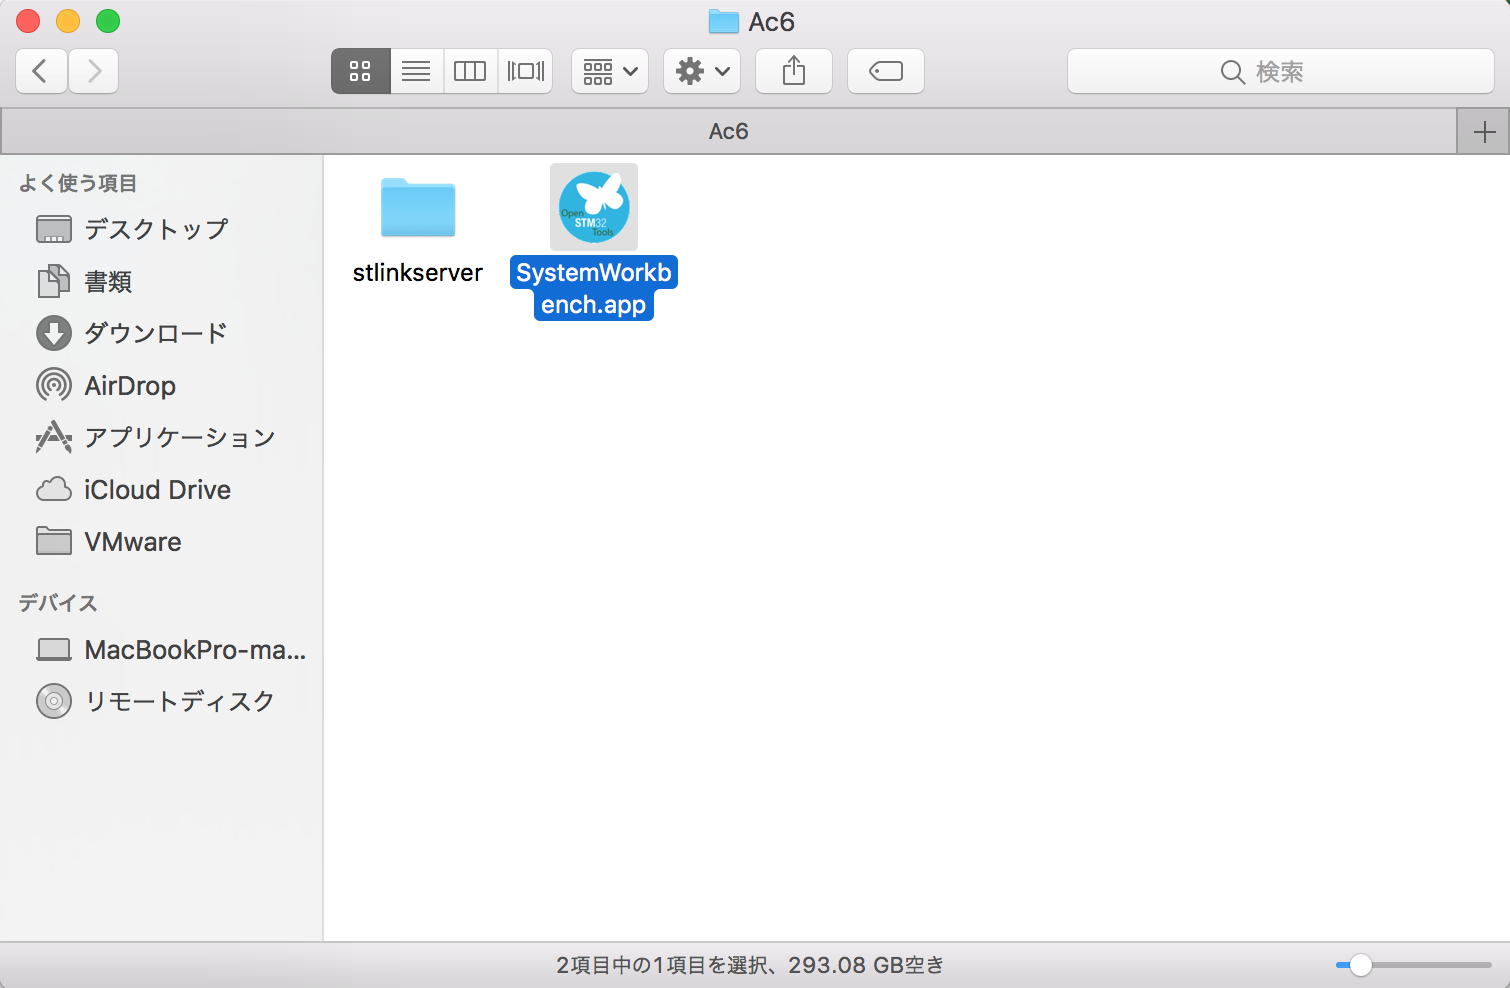 Ac6
検索
Ac6
よく使う項目
デスクトップ
書類
ダウンロード
AirDrop
アプリケーション
iCloud Drive
VMware
デバイス
MacBookPro-ma...
リモートディスク
stlinkserver
Open
STM32
Tools
SystemWorkb
ench.app
2項目中の1項目を選択、293.08 GB空き